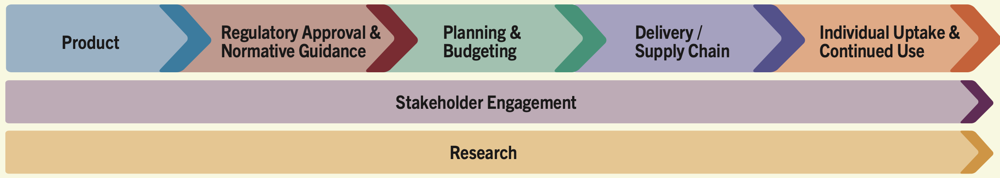 Product
Regulatory Approval &
Normative Guidance
Planning &
Budgeting
Delivery /
Supply Chain
Individual Uptake &
Continued Use
Stakeholder Engagement
Research